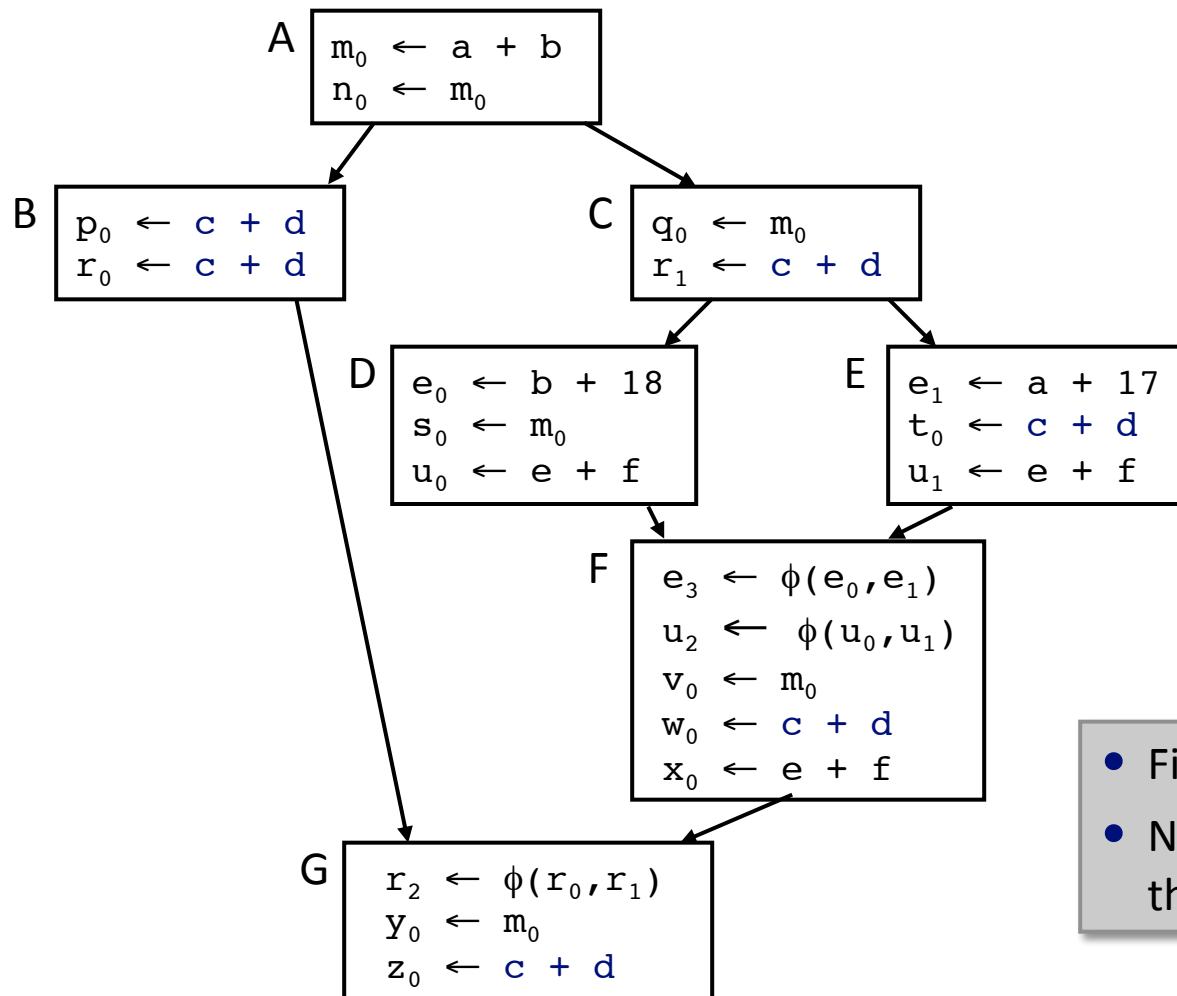 A
m₀ ← a + b
n₀ ← m₀
B
p₀ ← c + d
r₀ ← c + d
C
q₀ ← m₀
r₁ ← c + d
D
e₀ ← b + 18
s₀ ← m₀
u₀ ← e + f
E
e₁ ← a + 17
t₀ ← c + d
u₁ ← e + f
F
e₃ ← ϕ(e₀,e₁)
u₂ ← ϕ(u₀,u₁)
v₀ ← m₀
w₀ ← c + d
x₀ ← e + f
G
r₂ ← ϕ(r₀,r₁)
y₀ ← m₀
z₀ ← c + d